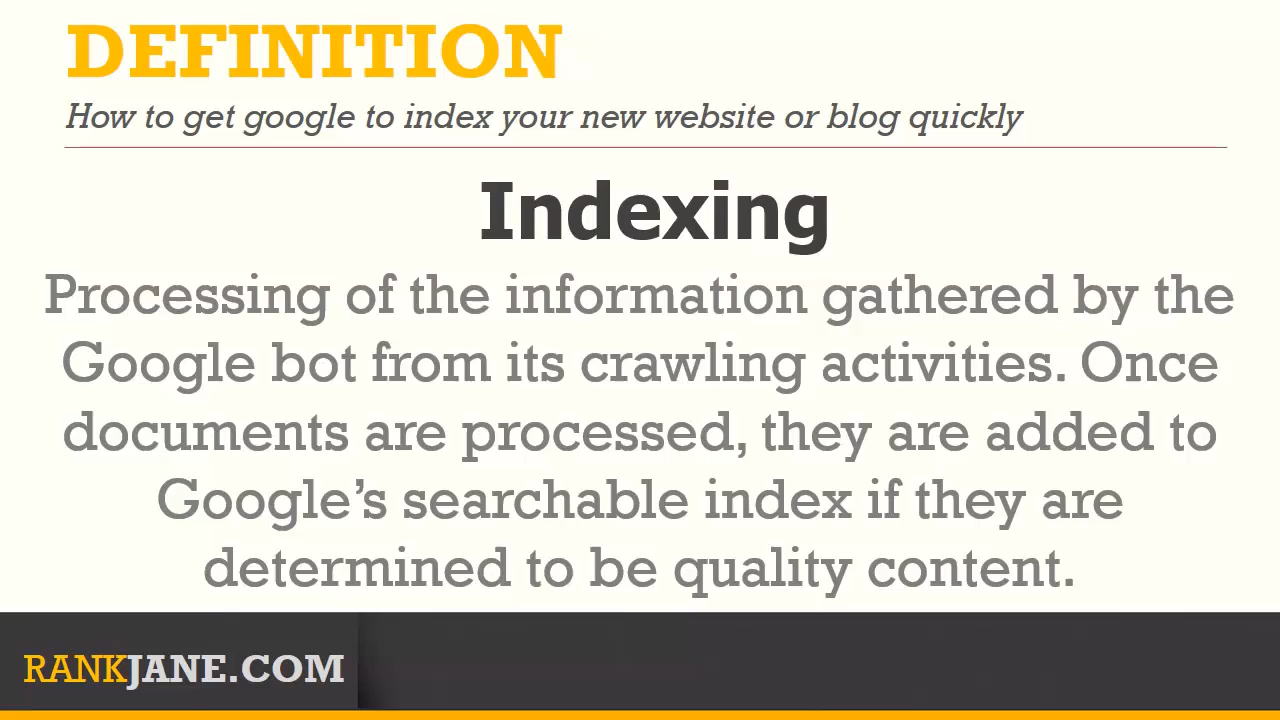 DEFINITION
How to get google to index your new website or blog quickly
Indexing
Processing of the information gathered by the
Google bot from its crawling activities. Once
documents are processed, they are added to
Google’s searchable index if they are
determined to be quality content.
RANKJANE.COM